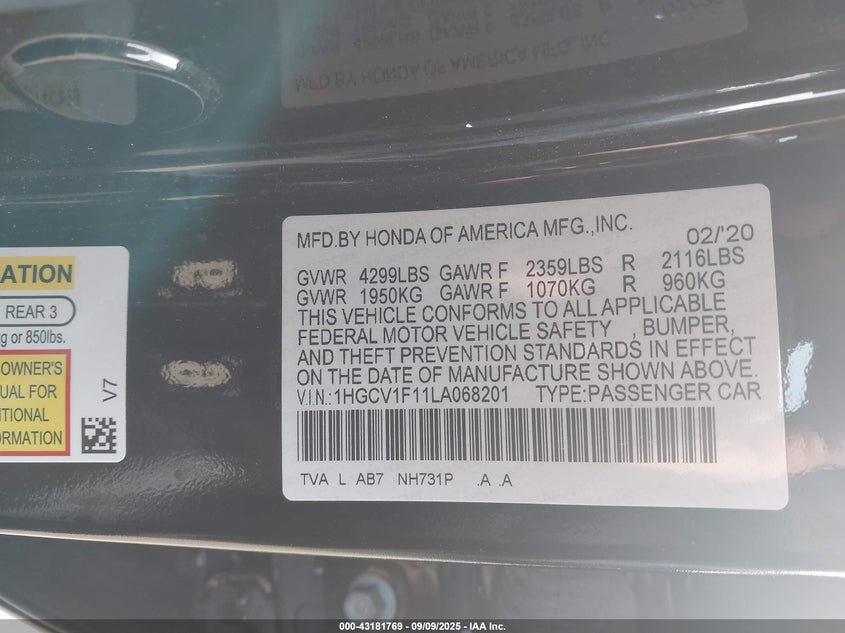 MFD.BY HONDA OF AMERICA MFG.,INC.
02/'20
GVWR 4299LBS GAWR F 2359LBS R 2116LBS
GVWR 1950KG GAWR F 1070KG R 960KG
THIS VEHICLE CONFORMS TO ALL APPLICABLE
FEDERAL MOTOR VEHICLE SAFETY , BUMPER,
AND THEFT PREVENTION STANDARDS IN EFFECT
ON THE DATE OF MANUFACTURE SHOWN ABOVE.
V.I.N.:1HGCV1F11LA068201 TYPE:PASSENGER CAR
TVA L AB7 NH731P .A .A
ATION
REAR 3
g or 850lbs.
OWNER'S
UAL FOR
ITIONAL
ORMATION
V7
MFD BY HONDA OF AMERICA MFG INC
000-43181769 - 09/09/2025 - IAA Inc.